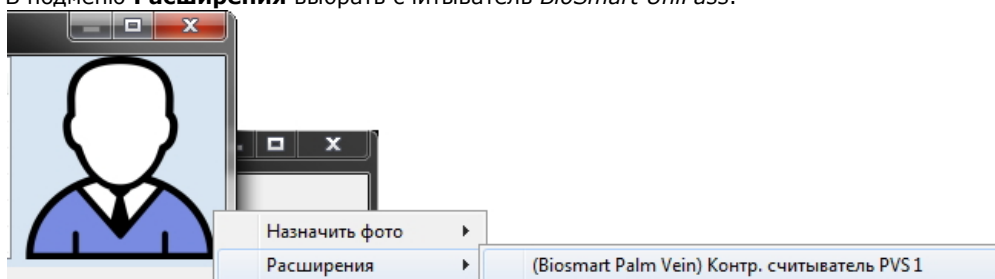 В подменю Расширения выбрать считыватель BioSmart UniPass.
Назначить фото
Расширения
(Biosmart Palm Vein) Контр. считыватель PVS 1